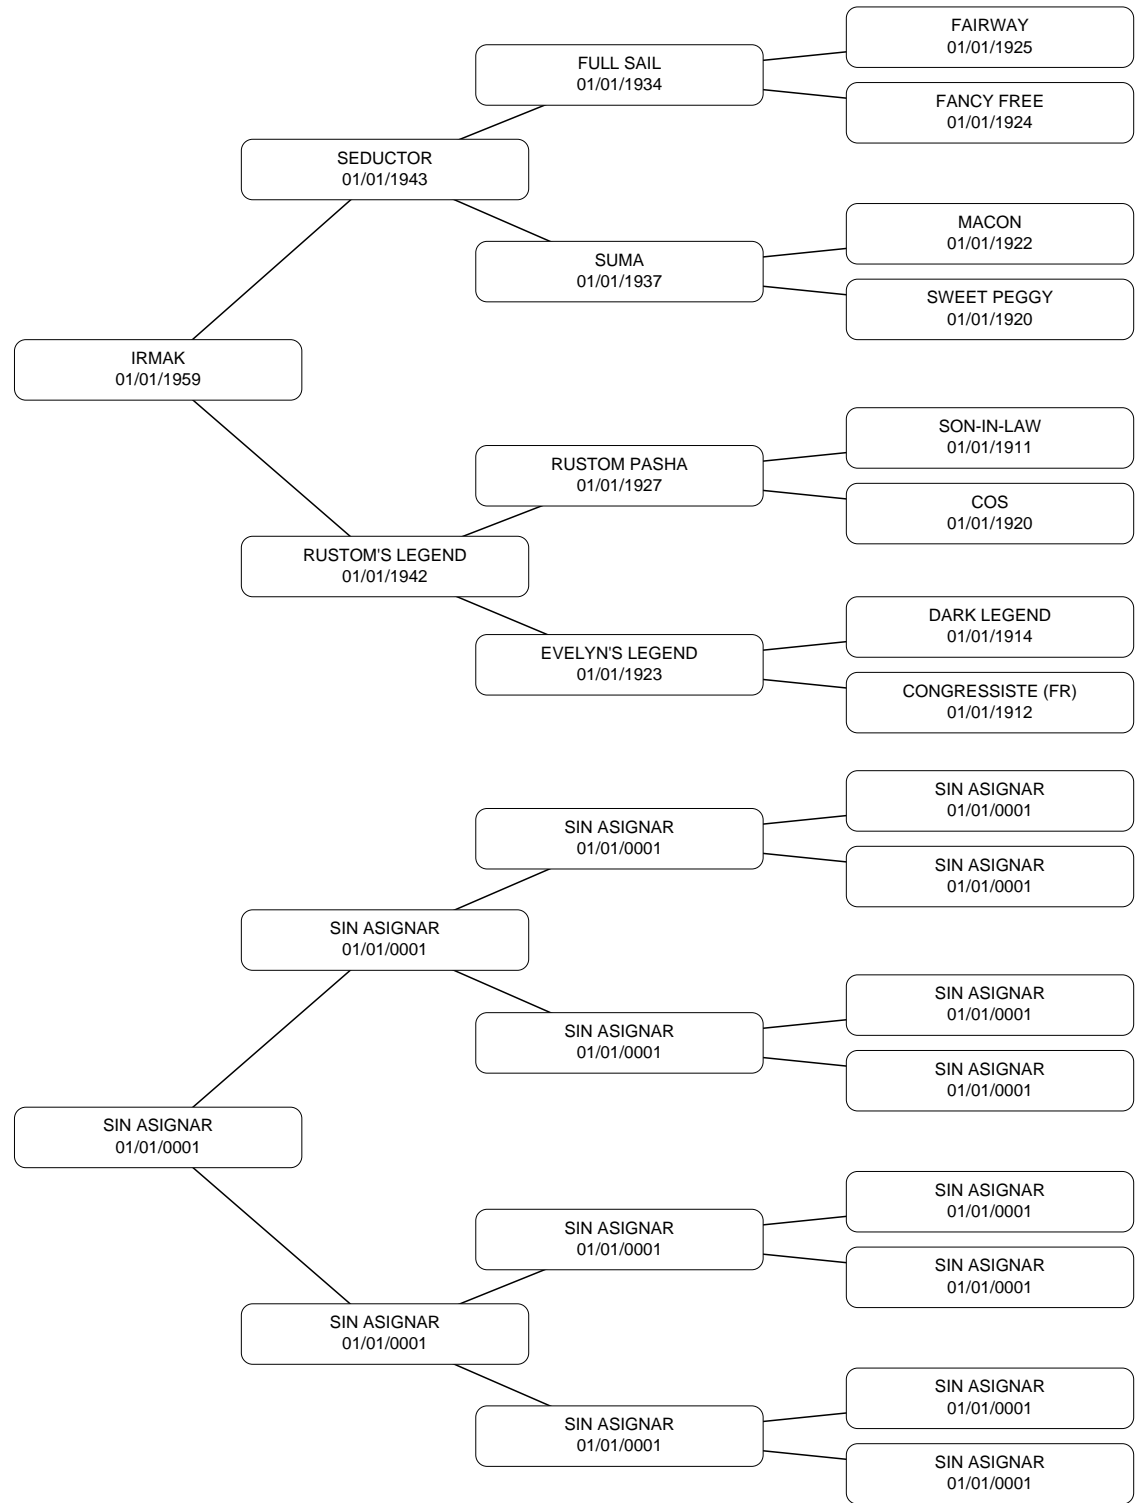 FAIRWAY
01/01/1925
FULL SAIL
01/01/1934
FANCY FREE
01/01/1924
SEDUCTOR
01/01/1943
MACON
01/01/1922
SUMA
01/01/1937
SWEET PEGGY
01/01/1920
IRMAK
01/01/1959
SON-IN-LAW
01/01/1911
RUSTOM PASHA
01/01/1927
COS
01/01/1920
RUSTOM'S LEGEND
01/01/1942
DARK LEGEND
01/01/1914
EVELYN'S LEGEND
01/01/1923
CONGRESSISTE (FR)
01/01/1912
SIN ASIGNAR
01/01/0001
SIN ASIGNAR
01/01/0001
SIN ASIGNAR
01/01/0001
SIN ASIGNAR
01/01/0001
SIN ASIGNAR
01/01/0001
SIN ASIGNAR
01/01/0001
SIN ASIGNAR
01/01/0001
SIN ASIGNAR
01/01/0001
SIN ASIGNAR
01/01/0001
SIN ASIGNAR
01/01/0001
SIN ASIGNAR
01/01/0001
SIN ASIGNAR
01/01/0001
SIN ASIGNAR
01/01/0001
SIN ASIGNAR
01/01/0001
SIN ASIGNAR
01/01/0001